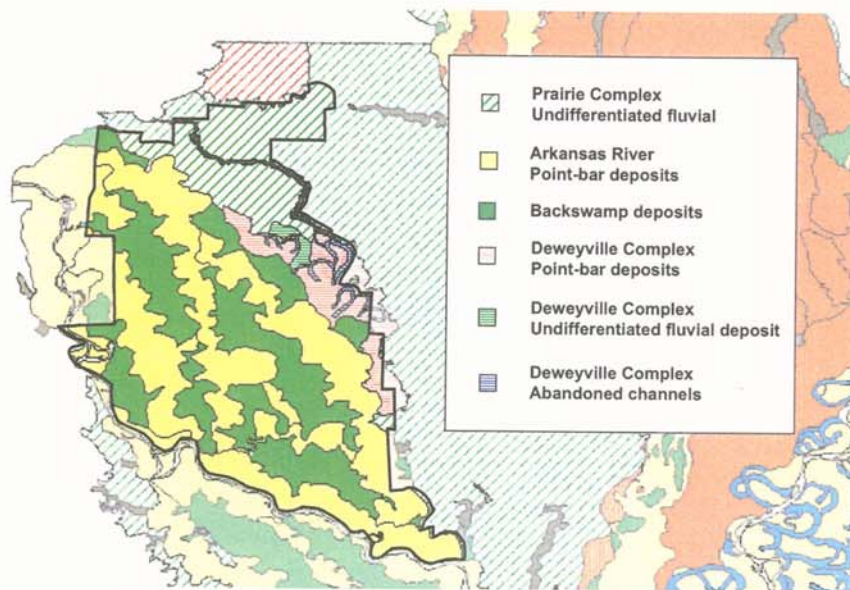 Prairie Complex
Undifferentiated fluvial
Arkansas River
Point-bar deposits
Backswamp deposits
Deweyville Complex
Point-bar deposits
Deweyville Complex
Undifferentiated fluvial deposit
Deweyville Complex
Abandoned channels